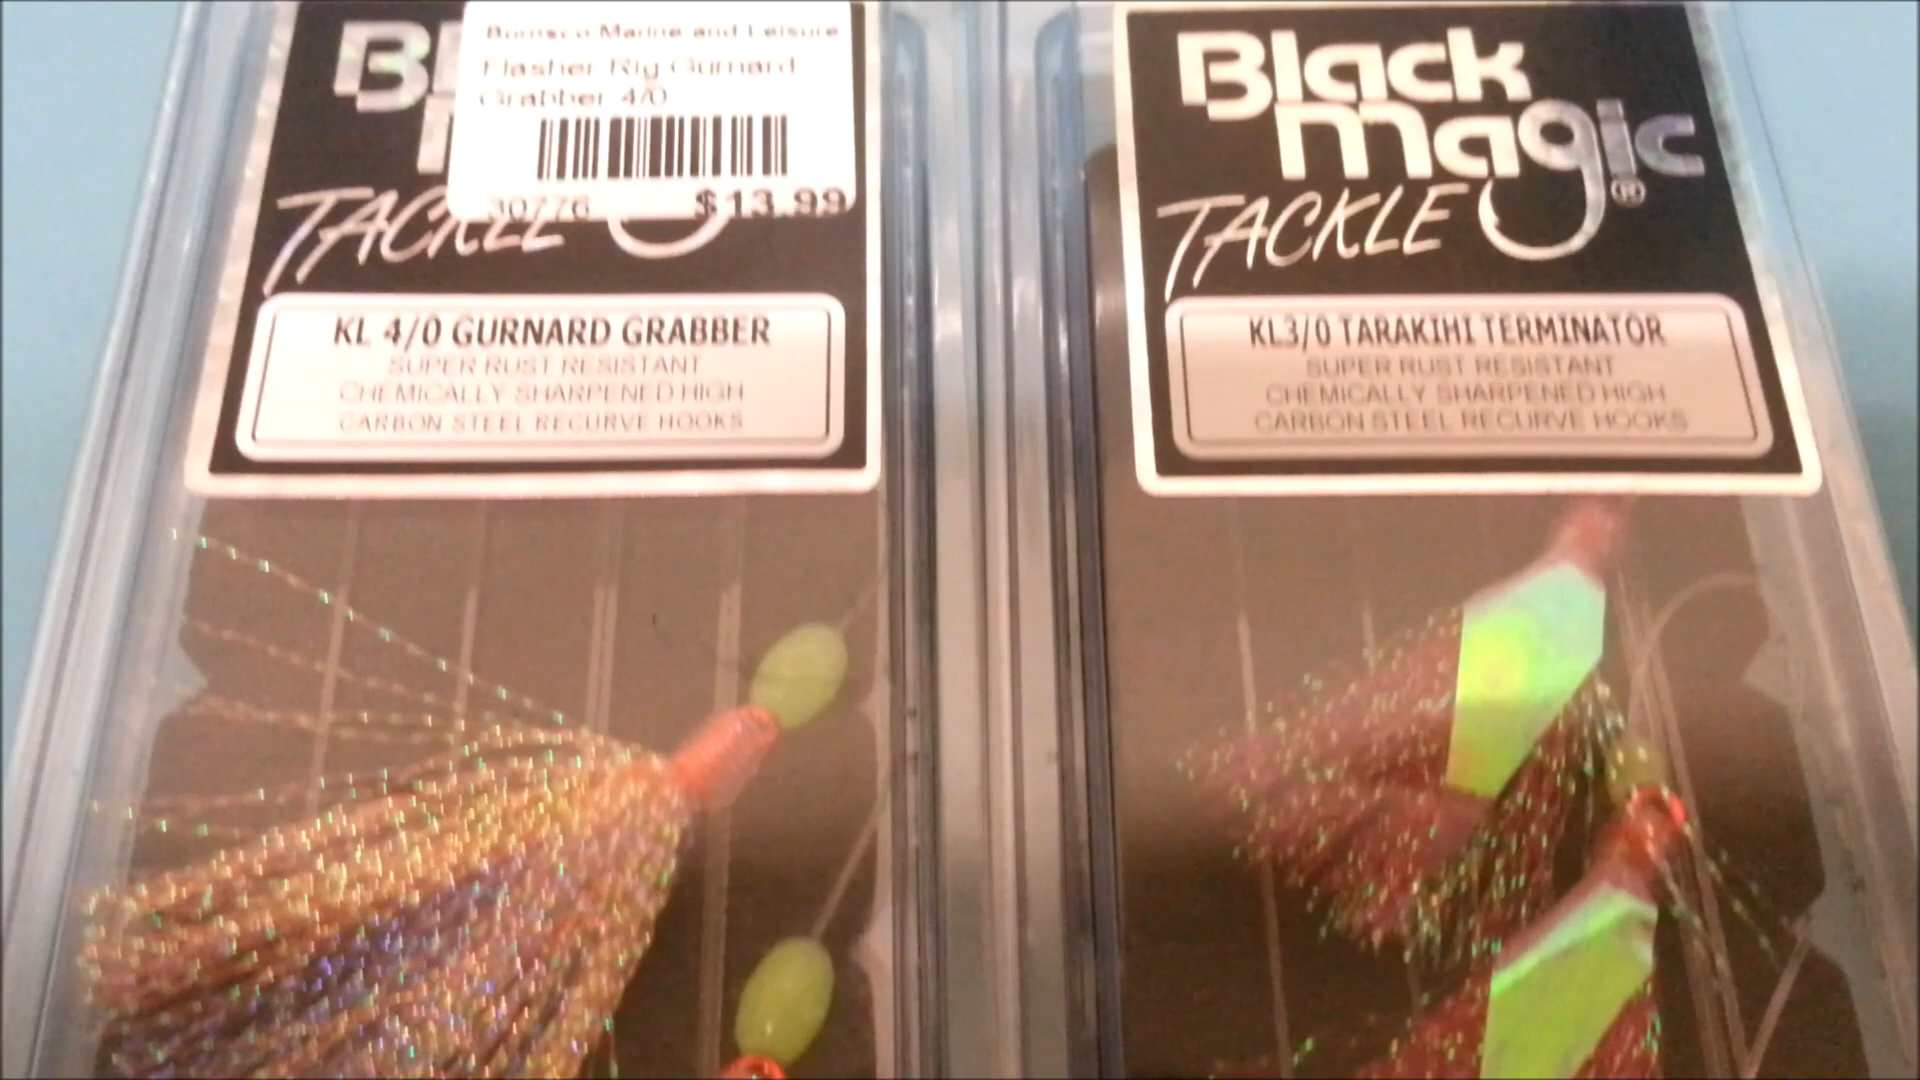 Burnsco Marine and Leisure
Flasher Rig Gurnard
Grabber 4/0
30776 $13.99
TACKLE
KL 4/0 GURNARD GRABBER
SUPER RUST RESISTANT
CHEMICALLY SHARPENED HIGH
CARBON STEEL RECURVE HOOKS
Black
magic
®
TACKLE
KL3/0 TARAKIHI TERMINATOR
SUPER RUST RESISTANT
CHEMICALLY SHARPENED HIGH
CARBON STEEL RECURVE HOOKS